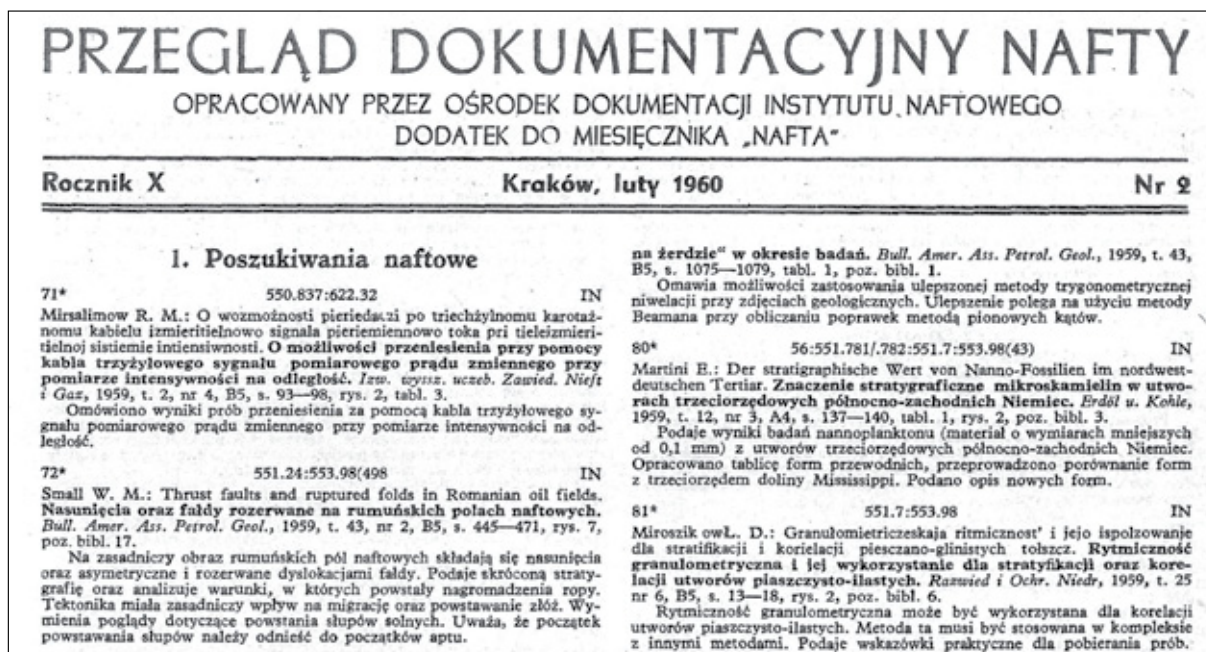 PRZEGLĄD DOKUMENTACYJNY NAFTY
OPRACOWANY PRZEZ OŚRODEK DOKUMENTACJI INSTYTUTU NAFTOWEGO
DODATEK DO MIESIĘCZNIKA „NAFTA"
Rocznik X Kraków, luty 1960 Nr 2
1. Poszukiwania naftowe
71* 550.837:622.32 IN
Mirsalimow R. M.: O wozmożnosti pieriedaczi po triechżylnomu karotaż-
nomu kabielu izmieritielnowo signala pieriemiennowo toka pri tieleizmieri-
tielnoj sistiemie intiensiwnosti. O możliwości przeniesienia przy pomocy
kabla trzyżyłowego sygnału pomiarowego prądu zmiennego przy
pomiarze intensywności na odległość. Izw. wyssz. uczeb. Zawied. Nieft
i Gaz, 1959, t. 2, nr 4, B5, s. 93—98, rys. 2, tabl. 3.
Omówiono wyniki prób przeniesienia za pomocą kabla trzyżyłowego sy-
gnału pomiarowego prądu zmiennego przy pomiarze intensywności na od-
ległość.
72* 551.24:553.98(498 IN
Small W. M.: Thrust faults and ruptured folds in Romanian oil fields.
Nasunięcia oraz fałdy rozerwane na rumuńskich polach naftowych.
Bull. Amer. Ass. Petrol. Geol., 1959, t. 43, nr 2, B5, s. 445—471, rys. 7,
poz. bibl. 17.
Na zasadniczy obraz rumuńskich pól naftowych składają się nasunięcia
oraz asymetryczne i rozerwane dyslokacjami fałdy. Podaje skróconą straty-
grafię oraz analizuje warunki, w których powstały nagromadzenia ropy.
Tektonika miała zasadniczy wpływ na migrację oraz powstawanie złóż. Wy-
mienia poglądy dotyczące powstania słupów solnych. Uważa, że początek
powstawania słupów należy odnieść do początków aptu.
na żerdzie" w okresie badań. Bull. Amer. Ass. Petrol. Geol., 1959, t. 43,
B5, s. 1075—1079, tabl. 1, poz. bibl. 1.
Omawia możliwości zastosowania ulepszonej metody trygonometrycznej
niwelacji przy zdjęciach geologicznych. Ulepszenie polega na użyciu metody
Beamana przy obliczaniu poprawek metodą pionowych kątów.
80* 56:551.781/.782:551.7:553.98(43) IN
Martini E.: Der stratigraphische Wert von Nanno-Fossilien im nordwest-
deutschen Tertiar. Znaczenie stratygraficzne mikroskamielin w utwo-
rach trzeciorzędowych północno-zachodnich Niemiec. Erdöl u. Kohle,
1959, t. 12, nr 3, A4, s. 137—140, tabl. 1, rys. 2, poz. bibl. 3.
Podaje wyniki badań nannoplanktonu (materiał o wymiarach mniejszych
od 0,1 mm) z utworów trzeciorzędowych północno-zachodnich Niemiec.
Opracowano tablicę form przewodnich, przeprowadzono porównanie form
z trzeciorzędem doliny Mississippi. Podano opis nowych form.
81* 551.7:553.98 IN
Miroszik owŁ. D.: Granułomietriczeskaja ritmicznost' i jejo ispolzowanje
dla stratifikacji i korielacji piesczano-glinistych tołszcz. Rytmiczność
granulometryczna i jej wykorzystanie dla stratyfikacji oraz kore-
lacji utworów piaszczysto-ilastych. Razwied i Ochr. Niedr, 1959, t. 25
nr 6, B5, s. 13—18, rys. 2, poz. bibl. 6.
Rytmiczność granulometryczna może być wykorzystana dla korelacji
utworów piaszczysto-ilastych. Metoda ta musi być stosowana w kompleksie
z innymi metodami. Podaje wskazówki praktyczne dla pobierania prób.